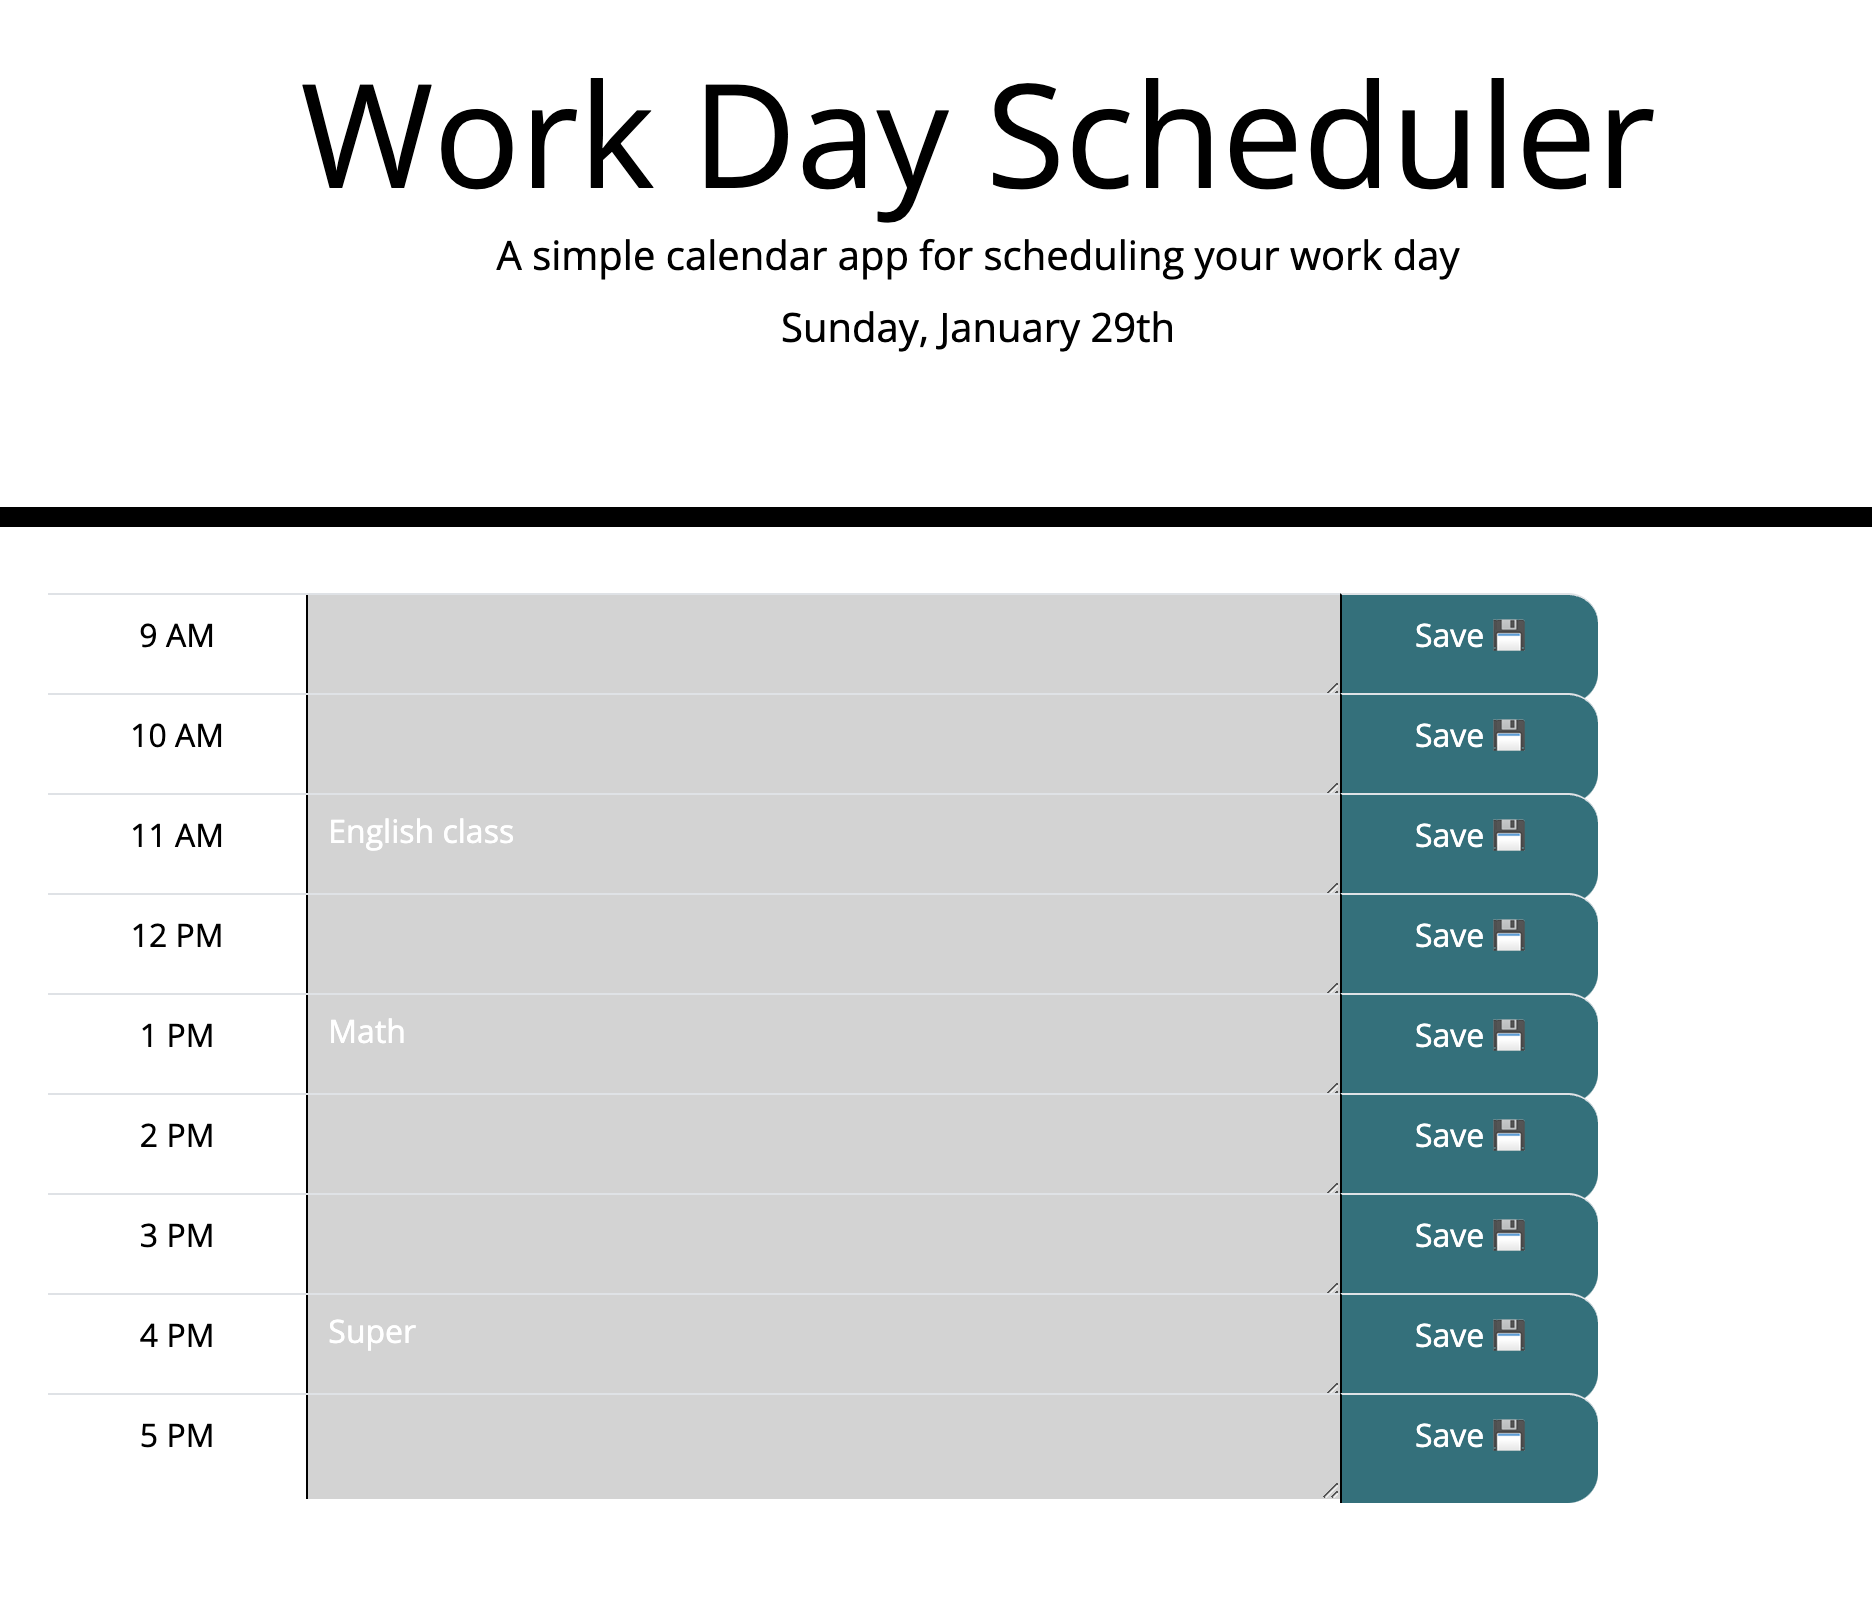 Work Day Scheduler
A simple calendar app for scheduling your work day
Sunday, January 29th
9 AM Save 💾
10 AM Save 💾
11 AM English class Save 💾
12 PM Save 💾
1 PM Math Save 💾
2 PM Save 💾
3 PM Save 💾
4 PM Super Save 💾
5 PM Save 💾